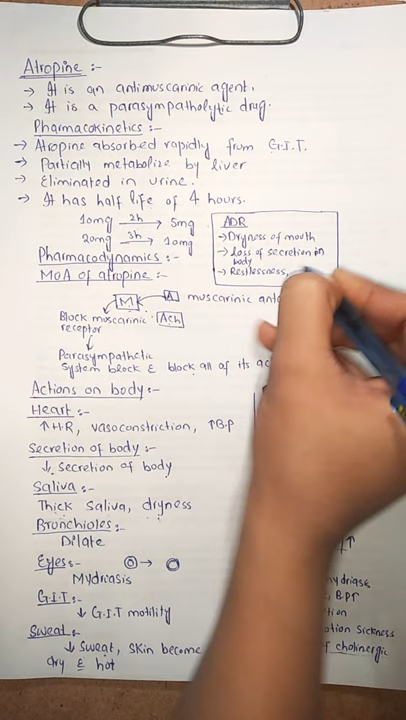 Atropine :-
→ It is an antimuscarinic agent.
→ It is a parasympatholytic drug.
Pharmacokinetics :-
→ Atropine absorbed rapidly from G.I.T.
→ Partially metabolize by liver
→ Eliminated in urine.
→ It has half life of 4 hours.
10mg 2h → 5mg
20mg 3h → 10mg
ADR
→ Dryness of mouth
→ loss of secretion in
body
→ Restlessness,
Pharmacodynamics :-
MoA of atropine :-
M A muscarinic anta
Block muscarinic Ach
receptor
Parasympathetic
System block & block all of its ac
Actions on body :-
Heart :-
↑ H.R, vasoconstriction, ↑B.P
Secretion of body :-
↓ secretion of body
Saliva :-
Thick Saliva, dryness
Bronchioles :-
Dilate
Eyes :- →
Mydriasis
G.I.T :-
↓ G.I.T motility
Sweat :-
↓ Sweat, skin become
dry & hot
↑
mydriasis
, B.P↑
tion
otion Sickness
f cholinergic